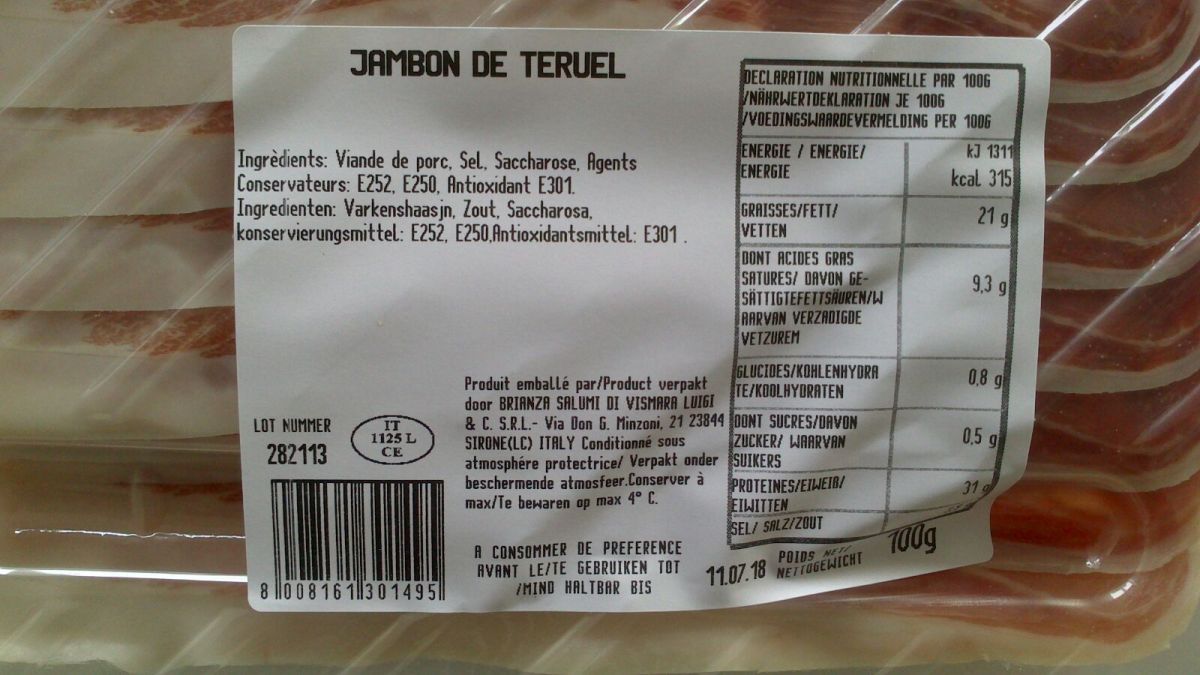 JAMBON DE TERUEL
Ingrèdients: Viande de porc, Sel, Saccharose, Agents
Conservateurs: E252, E250, Antioxidant E301.
Ingredienten: Varkenshaasjn, Zout, Saccharosa,
konservierungsmittel: E252, E250,Antioxidantsmittel: E301 .
LOT NUMMER
282113
IT
1125 L
CE
8 008161 301495
Produit emballé par/Product verpakt
door BRIANZA SALUMI DI VISMARA LUIGI
& C. S.R.L.- Via Don G. Minzoni, 21 23844
SIRONE(LC) ITALY Conditionné sous
atmosphére protectrice/ Verpakt onder
beschermende atmosfeer.Conserver à
max/Te bewaren op max 4° C.
A CONSOMMER DE PREFERENCE
AVANT LE/TE GEBRUIKEN TOT
/MIND HALTBAR BIS
11.07.18
DECLARATION NUTRITIONNELLE PAR 100G
/NÄHRWERTDEKLARATION JE 100G
/VOEDINGSWAARDEVERMELDING PER 100G
ENERGIE / ENERGIE/ kJ 1311
ENERGIE kcal 315
GRAISSES/FETT/ 21 g
VETTEN
DONT ACIDES GRAS
SATURES/ DAVON GE-
SÄTTIGTEFETTSÄUREN/W 9,3 g
AARVAN VERZADIGDE
VETZUREM
GLUCIDES/KOHLENHYDRA 0,8 g
TE/KOOLHYDRATEN
DONT SUCRES/DAVON
ZUCKER/ WAARVAN 0,5 g
SUIKERS
PROTEINES/EIWEIß/ 31 g
EIWITTEN
SEL/ SALZ/ZOUT
POIDS NET/ 100g
NETTOGEWICHT